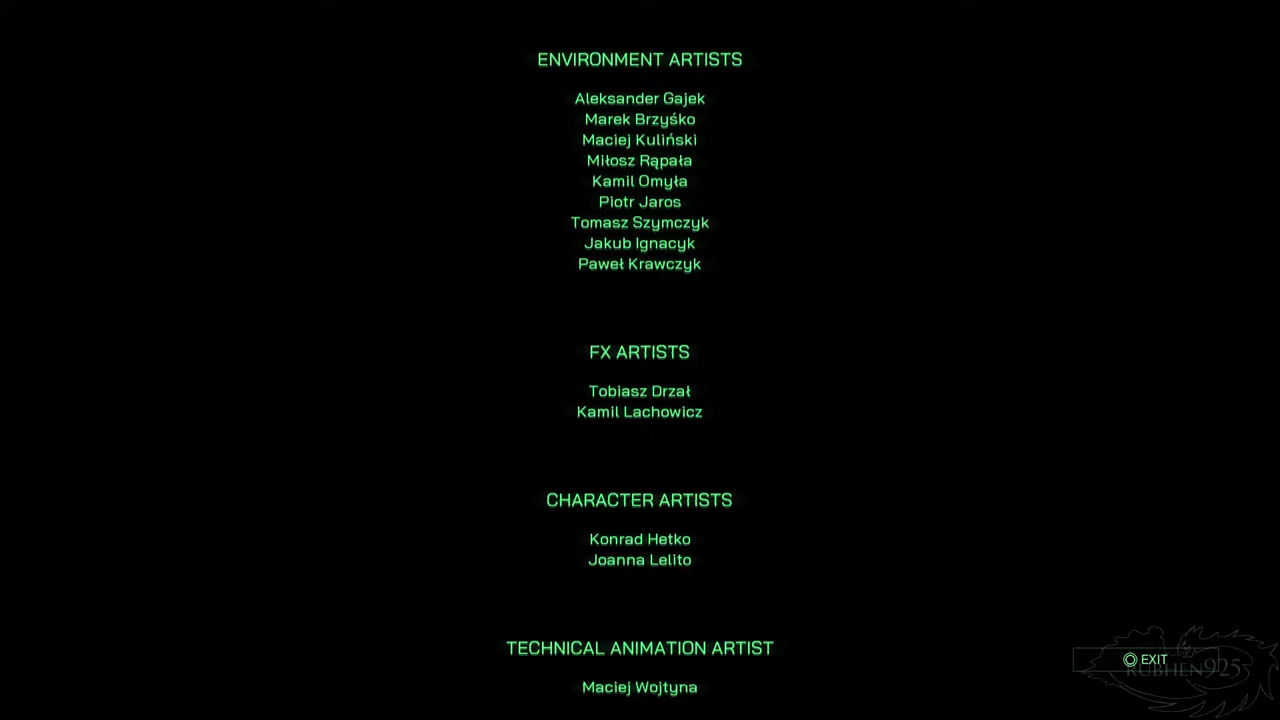 ENVIRONMENT ARTISTS
Aleksander Gajek
Marek Brzyśko
Maciej Kuliński
Miłosz Rąpała
Kamil Omyła
Piotr Jaros
Tomasz Szymczyk
Jakub Ignacyk
Paweł Krawczyk
FX ARTISTS
Tobiasz Drzał
Kamil Lachowicz
CHARACTER ARTISTS
Konrad Hetko
Joanna Lelito
TECHNICAL ANIMATION ARTIST
Maciej Wojtyna
EXIT
RUBHEN925